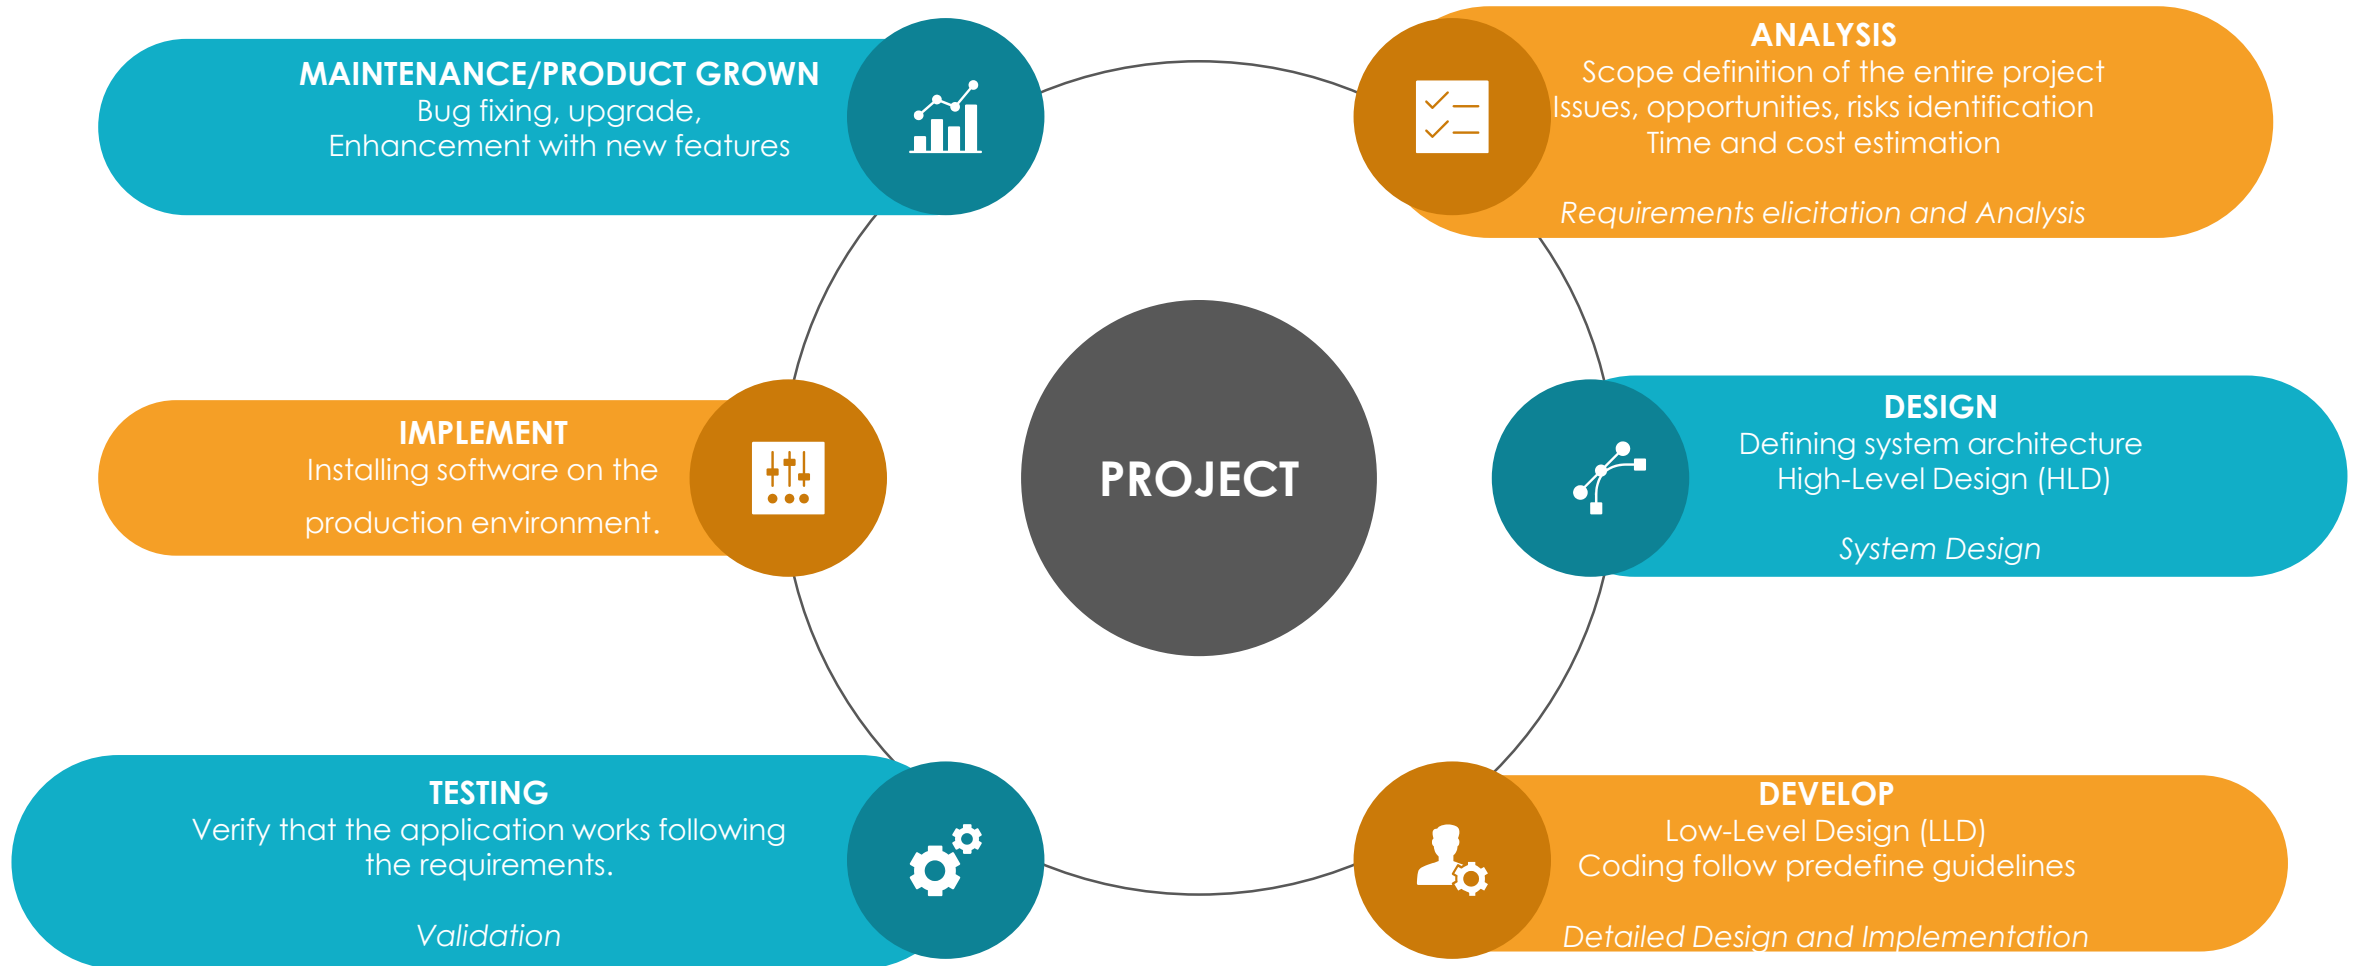 MAINTENANCE/PRODUCT GROWN
Bug fixing, upgrade,
Enhancement with new features
ANALYSIS
Scope definition of the entire project
Issues, opportunities, risks identification
Time and cost estimation
Requirements elicitation and Analysis
IMPLEMENT
Installing software on the
production environment.
PROJECT
DESIGN
Defining system architecture
High-Level Design (HLD)
System Design
TESTING
Verify that the application works following
the requirements.
Validation
DEVELOP
Low-Level Design (LLD)
Coding follow predefine guidelines
Detailed Design and Implementation